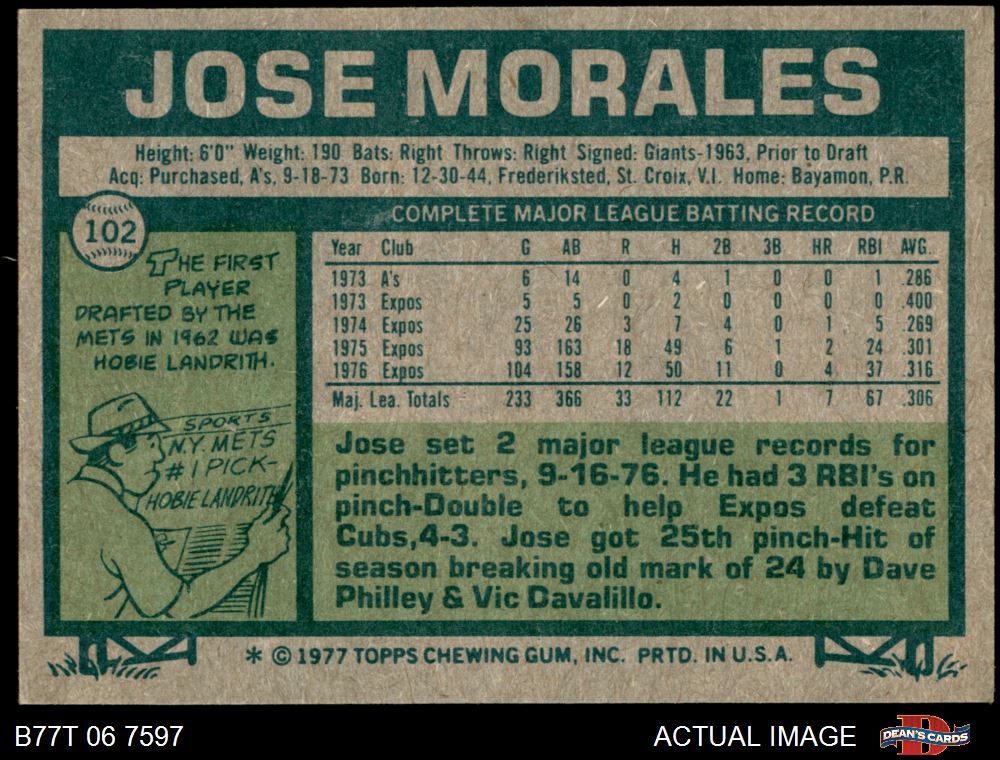 JOSE MORALES
Height: 6'0" Weight: 190 Bats: Right Throws: Right Signed: Giants-1963, Prior to Draft
Acq: Purchased, A's, 9-18-73 Born: 12-30-44, Frederiksted, St. Croix, V.I. Home: Bayamon, P.R.
102
THE FIRST
PLAYER
DRAFTED BY THE
METS IN 1962 WAS
HOBIE LANDRITH.
SPORTS
N.Y. METS
#1 PICK-
HOBIE LANDRITH
COMPLETE MAJOR LEAGUE BATTING RECORD
Year Club G AB R H 2B 3B HR RBI AVG.
1973 A's 6 14 0 4 1 0 0 1 .286
1973 Expos 5 5 0 2 0 0 0 0 .400
1974 Expos 25 26 3 7 4 0 1 5 .269
1975 Expos 93 163 18 49 6 1 2 24 .301
1976 Expos 104 158 12 50 11 0 4 37 .316
Maj. Lea. Totals 233 366 33 112 22 1 7 67 .306
Jose set 2 major league records for
pinchhitters, 9-16-76. He had 3 RBI's on
pinch-Double to help Expos defeat
Cubs,4-3. Jose got 25th pinch-Hit of
season breaking old mark of 24 by Dave
Philley & Vic Davalillo.
* © 1977 TOPPS CHEWING GUM, INC. PRTD. IN U.S.A.
B77T 06 7597
ACTUAL IMAGE
D
DEAN'S CARDS